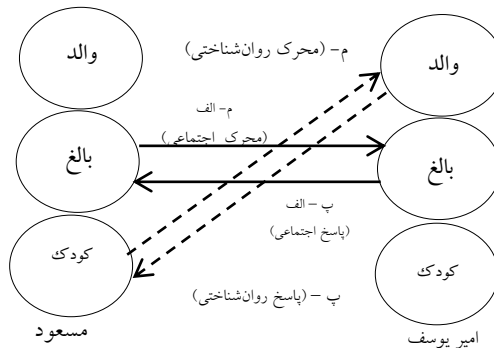 والد
والد
م- (محرک روان‌شناختی)
م- الف
(محرک اجتماعی)
بالغ
بالغ
پ – الف
(پاسخ اجتماعی)
کودک
کودک
پ – (پاسخ روان‌شناختی)
مسعود
امیر یوسف